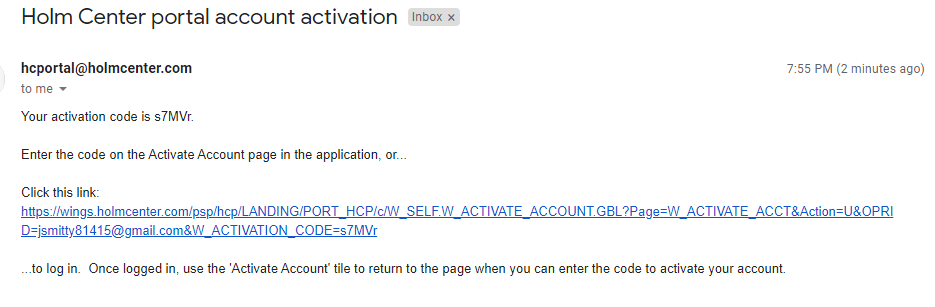 Holm Center portal account activation Inbox x
hcportal@holmcenter.com 7:55 PM (2 minutes ago)
to me
Your activation code is s7MVr.
Enter the code on the Activate Account page in the application, or...
Click this link:
https://wings.holmcenter.com/psp/hcp/LANDING/PORT_HCP/c/W_SELF.W_ACTIVATE_ACCOUNT.GBL?Page=W_ACTIVATE_ACCT&Action=U&OPRI
D=jsmitty81415@gmail.com&W_ACTIVATION_CODE=s7MVr
...to log in.  Once logged in, use the 'Activate Account' tile to return to the page when you can enter the code to activate your account.